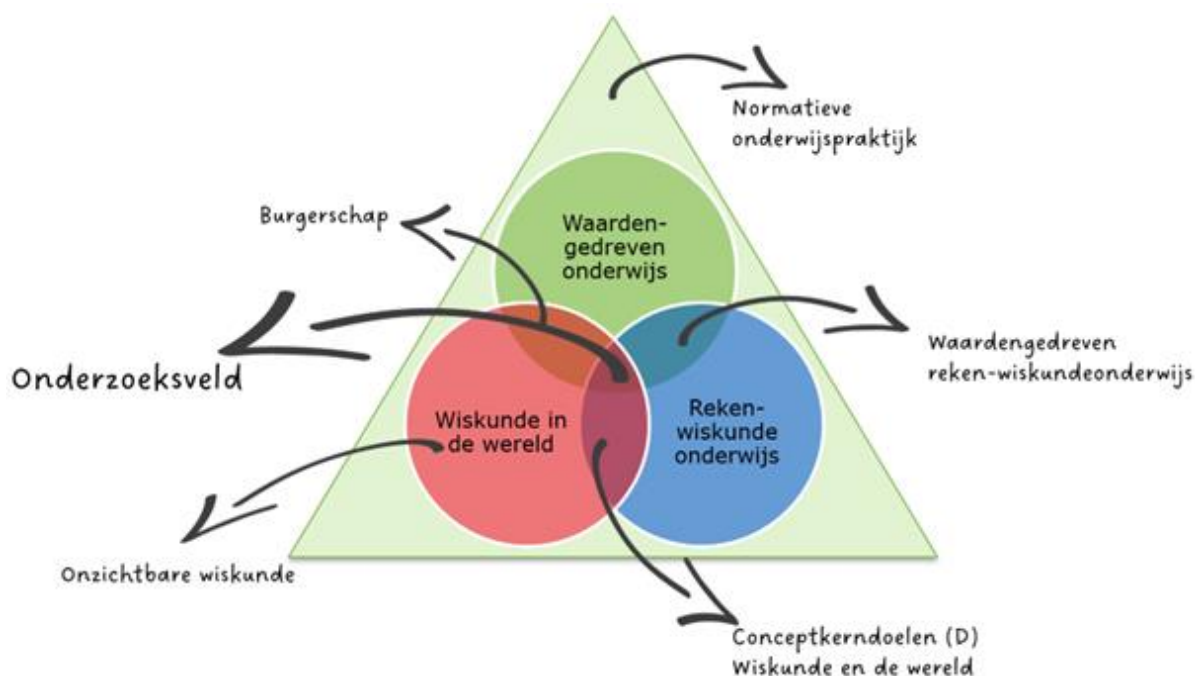 Normatieve
onderwijspraktijk
Burgerschap
Waarden-
gedreven
onderwijs
Onderzoeksveld
Waardengedreven
reken-wiskundeonderwijs
Wiskunde in
de wereld
Reken-
wiskunde
onderwijs
Onzichtbare wiskunde
Conceptkerndoelen (D)
Wiskunde en de wereld